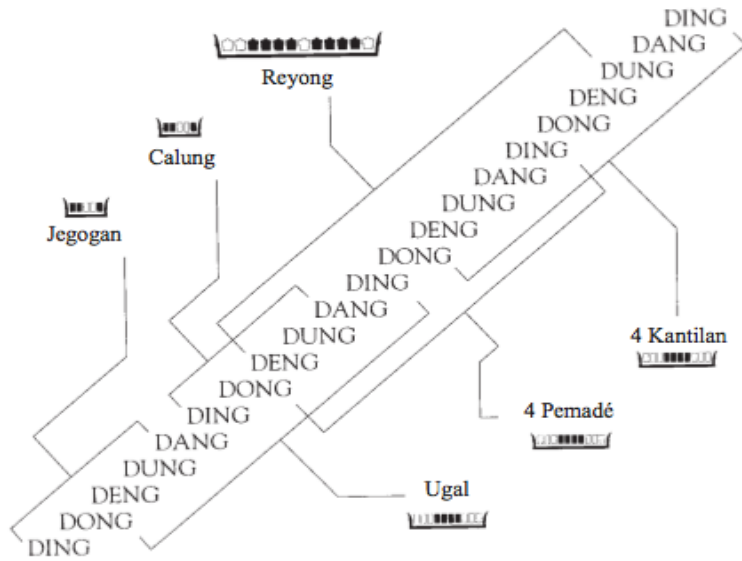 DING
DANG
DUNG
Reyong
DENG
DONG
Calung
DING
DANG
DUNG
Jegogan
DENG
DONG
DING
DANG
DUNG
4 Kantilan
DENG
DONG
DING
4 Pemadé
DANG
DUNG
Ugal
DENG
DONG
DING